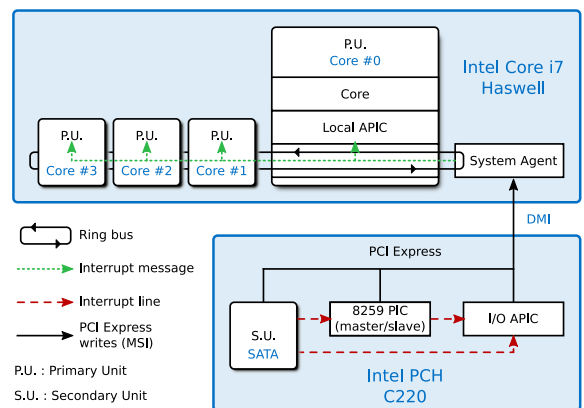 P.U.
Core #0
Intel Core i7
Haswell
Core
Local APIC
P.U.
Core #3
P.U.
Core #2
P.U.
Core #1
System Agent
Ring bus
Interrupt message
Interrupt line
PCI Express
writes (MSI)
P.U. : Primary Unit
S.U. : Secondary Unit
DMI
PCI Express
S.U.
SATA
8259 PIC
(master/slave)
I/O APIC
Intel PCH
C220